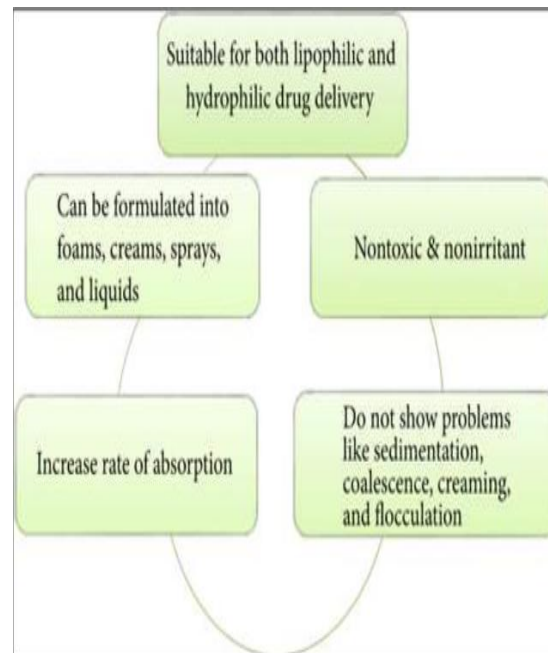 Suitable for both lipophilic and
hydrophilic drug delivery
Can be formulated into
foams, creams, sprays,
and liquids
Nontoxic & nonirritant
Increase rate of absorption
Do not show problems
like sedimentation,
coalescence, creaming,
and flocculation